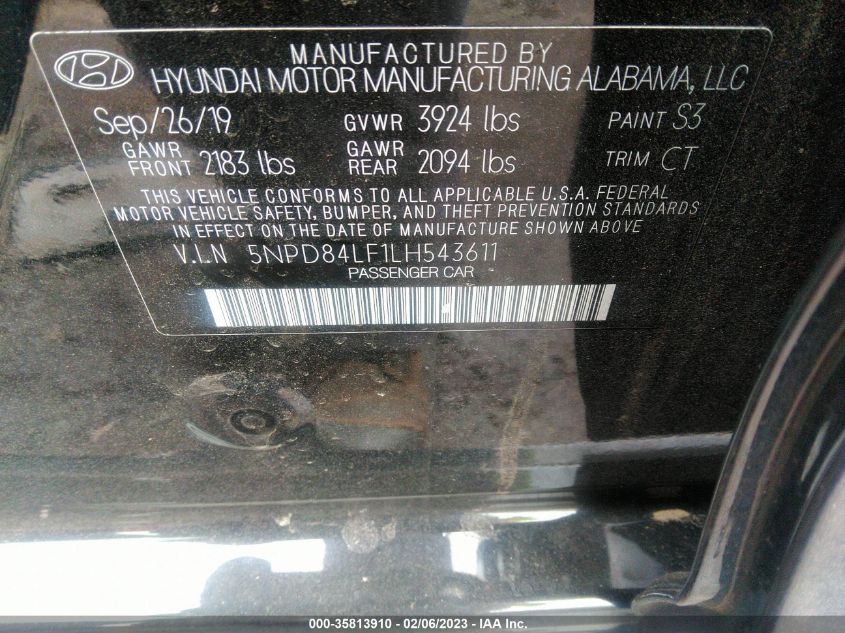 MANUFACTURED BY
HYUNDAI MOTOR MANUFACTURING ALABAMA, LLC
Sep/26/19 GVWR 3924 lbs PAINT S3
GAWR FRONT 2183 lbs GAWR REAR 2094 lbs TRIM CT
THIS VEHICLE CONFORMS TO ALL APPLICABLE U.S.A. FEDERAL
MOTOR VEHICLE SAFETY, BUMPER, AND THEFT PREVENTION STANDARDS
IN EFFECT ON THE DATE OF MANUFACTURE SHOWN ABOVE
V.I.N 5NPD84LF1LH543611
PASSENGER CAR
000-35813910 - 02/06/2023 - IAA Inc.